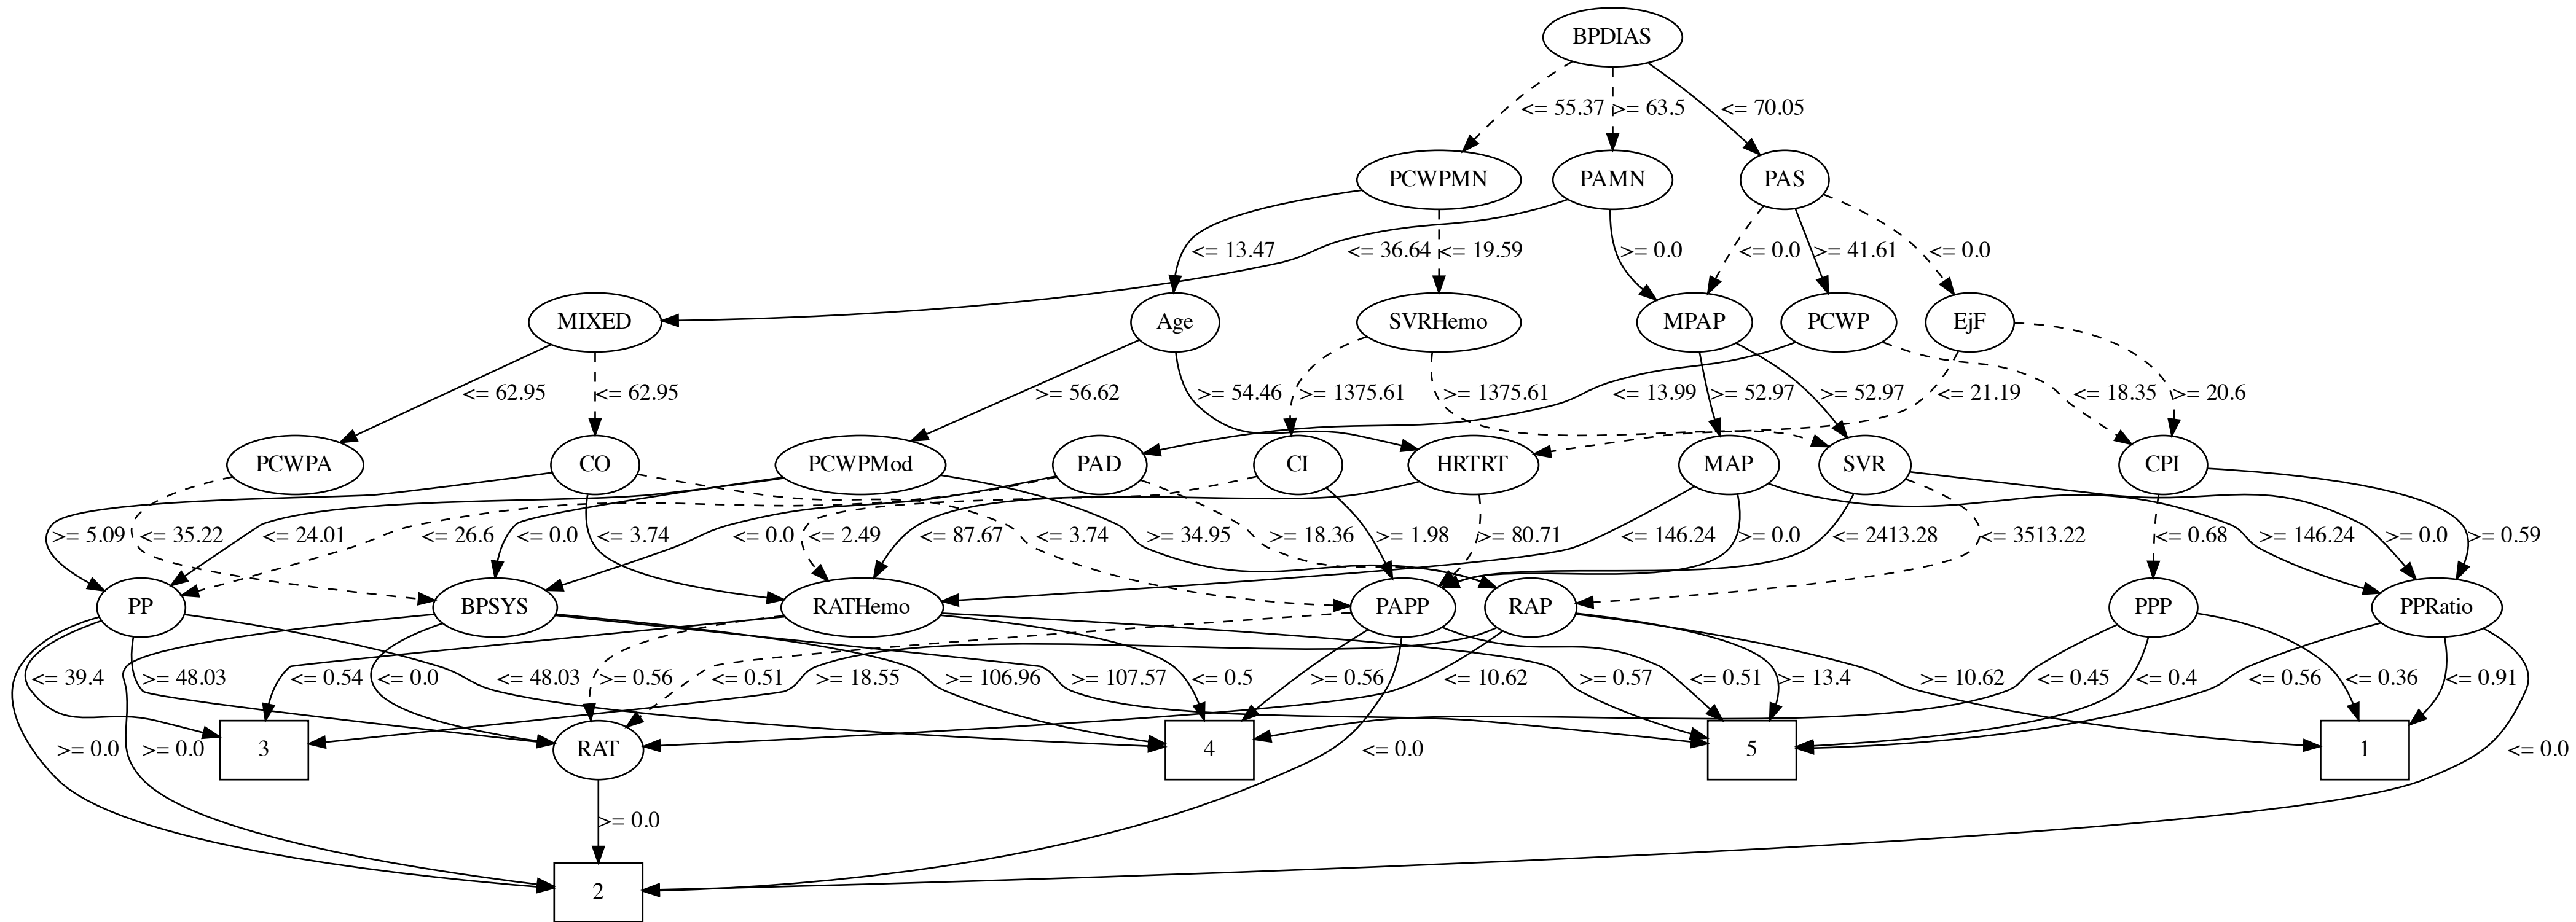 BPDIAS
<= 55.37
>= 63.5
<= 70.05
PCWPMN
PAMN
PAS
<= 13.47
<= 36.64
<= 19.59
>= 0.0
<= 0.0
>= 41.61
<= 0.0
MIXED
Age
SVRHemo
MPAP
PCWP
EjF
<= 62.95
<= 62.95
>= 56.62
>= 54.46
>= 1375.61
>= 1375.61
<= 13.99
>= 52.97
>= 52.97
<= 21.19
<= 18.35
>= 20.6
PCWPA
CO
PCWPMod
PAD
CI
HRTRT
MAP
SVR
CPI
>= 5.09
<= 35.22
<= 24.01
<= 26.6
<= 0.0
<= 3.74
<= 0.0
<= 2.49
<= 87.67
<= 3.74
>= 34.95
>= 18.36
>= 1.98
>= 80.71
<= 146.24
>= 0.0
<= 2413.28
<= 3513.22
<= 0.68
>= 146.24
>= 0.0
>= 0.59
PP
BPSYS
RATHemo
PAPP
RAP
PPP
PPRatio
<= 39.4
>= 48.03
<= 0.54
<= 0.0
<= 48.03
>= 0.56
<= 0.51
>= 18.55
>= 106.96
>= 107.57
<= 0.5
>= 0.56
<= 10.62
>= 0.57
<= 0.51
>= 13.4
>= 10.62
<= 0.45
<= 0.4
<= 0.56
<= 0.36
<= 0.91
>= 0.0
>= 0.0
3
RAT
4
<= 0.0
5
1
<= 0.0
>= 0.0
2